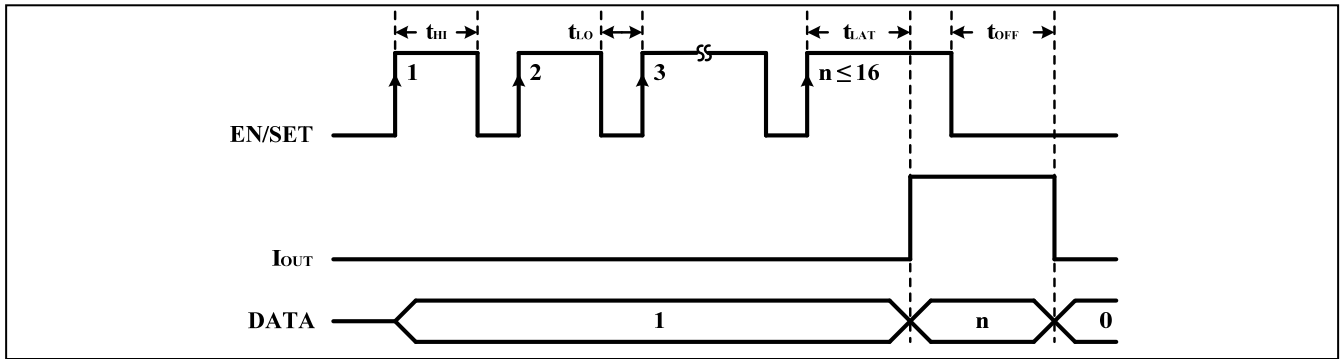 tHI tLO tLAT tOFF
1 2 3 n ≤ 16
EN/SET
IOUT
DATA 1 n 0